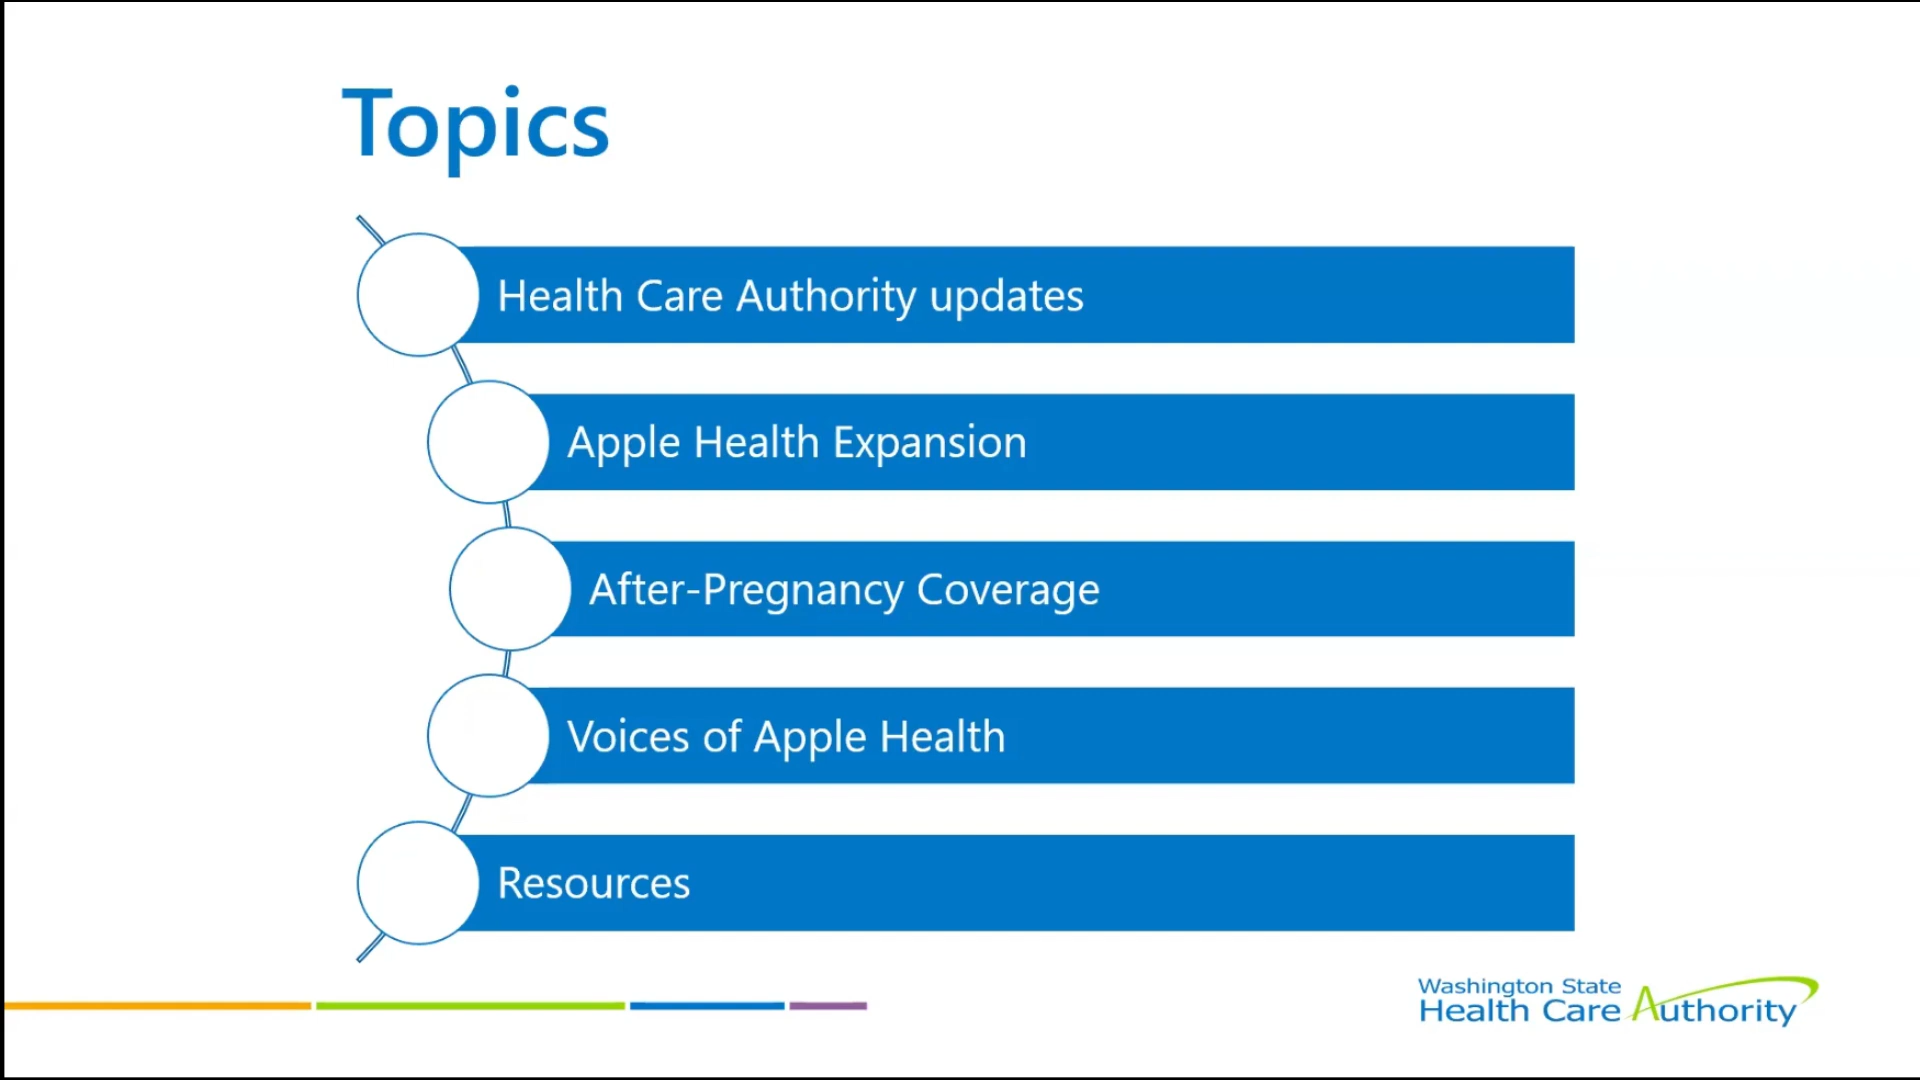 Topics
Health Care Authority updates
Apple Health Expansion
After-Pregnancy Coverage
Voices of Apple Health
Resources
Washington State
Health Care Authority